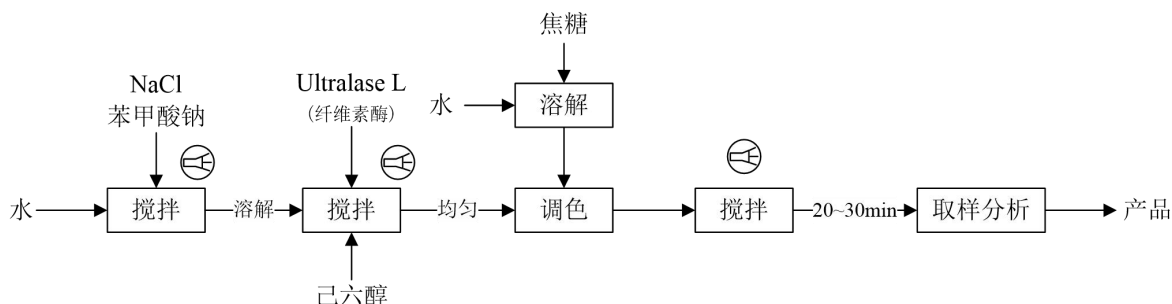 焦糖
NaCl
苯甲酸钠
Ultralase L
(纤维素酶)
水
溶解
水
搅拌
溶解
搅拌
均匀
调色
搅拌
20~30min
取样分析
产品
己六醇